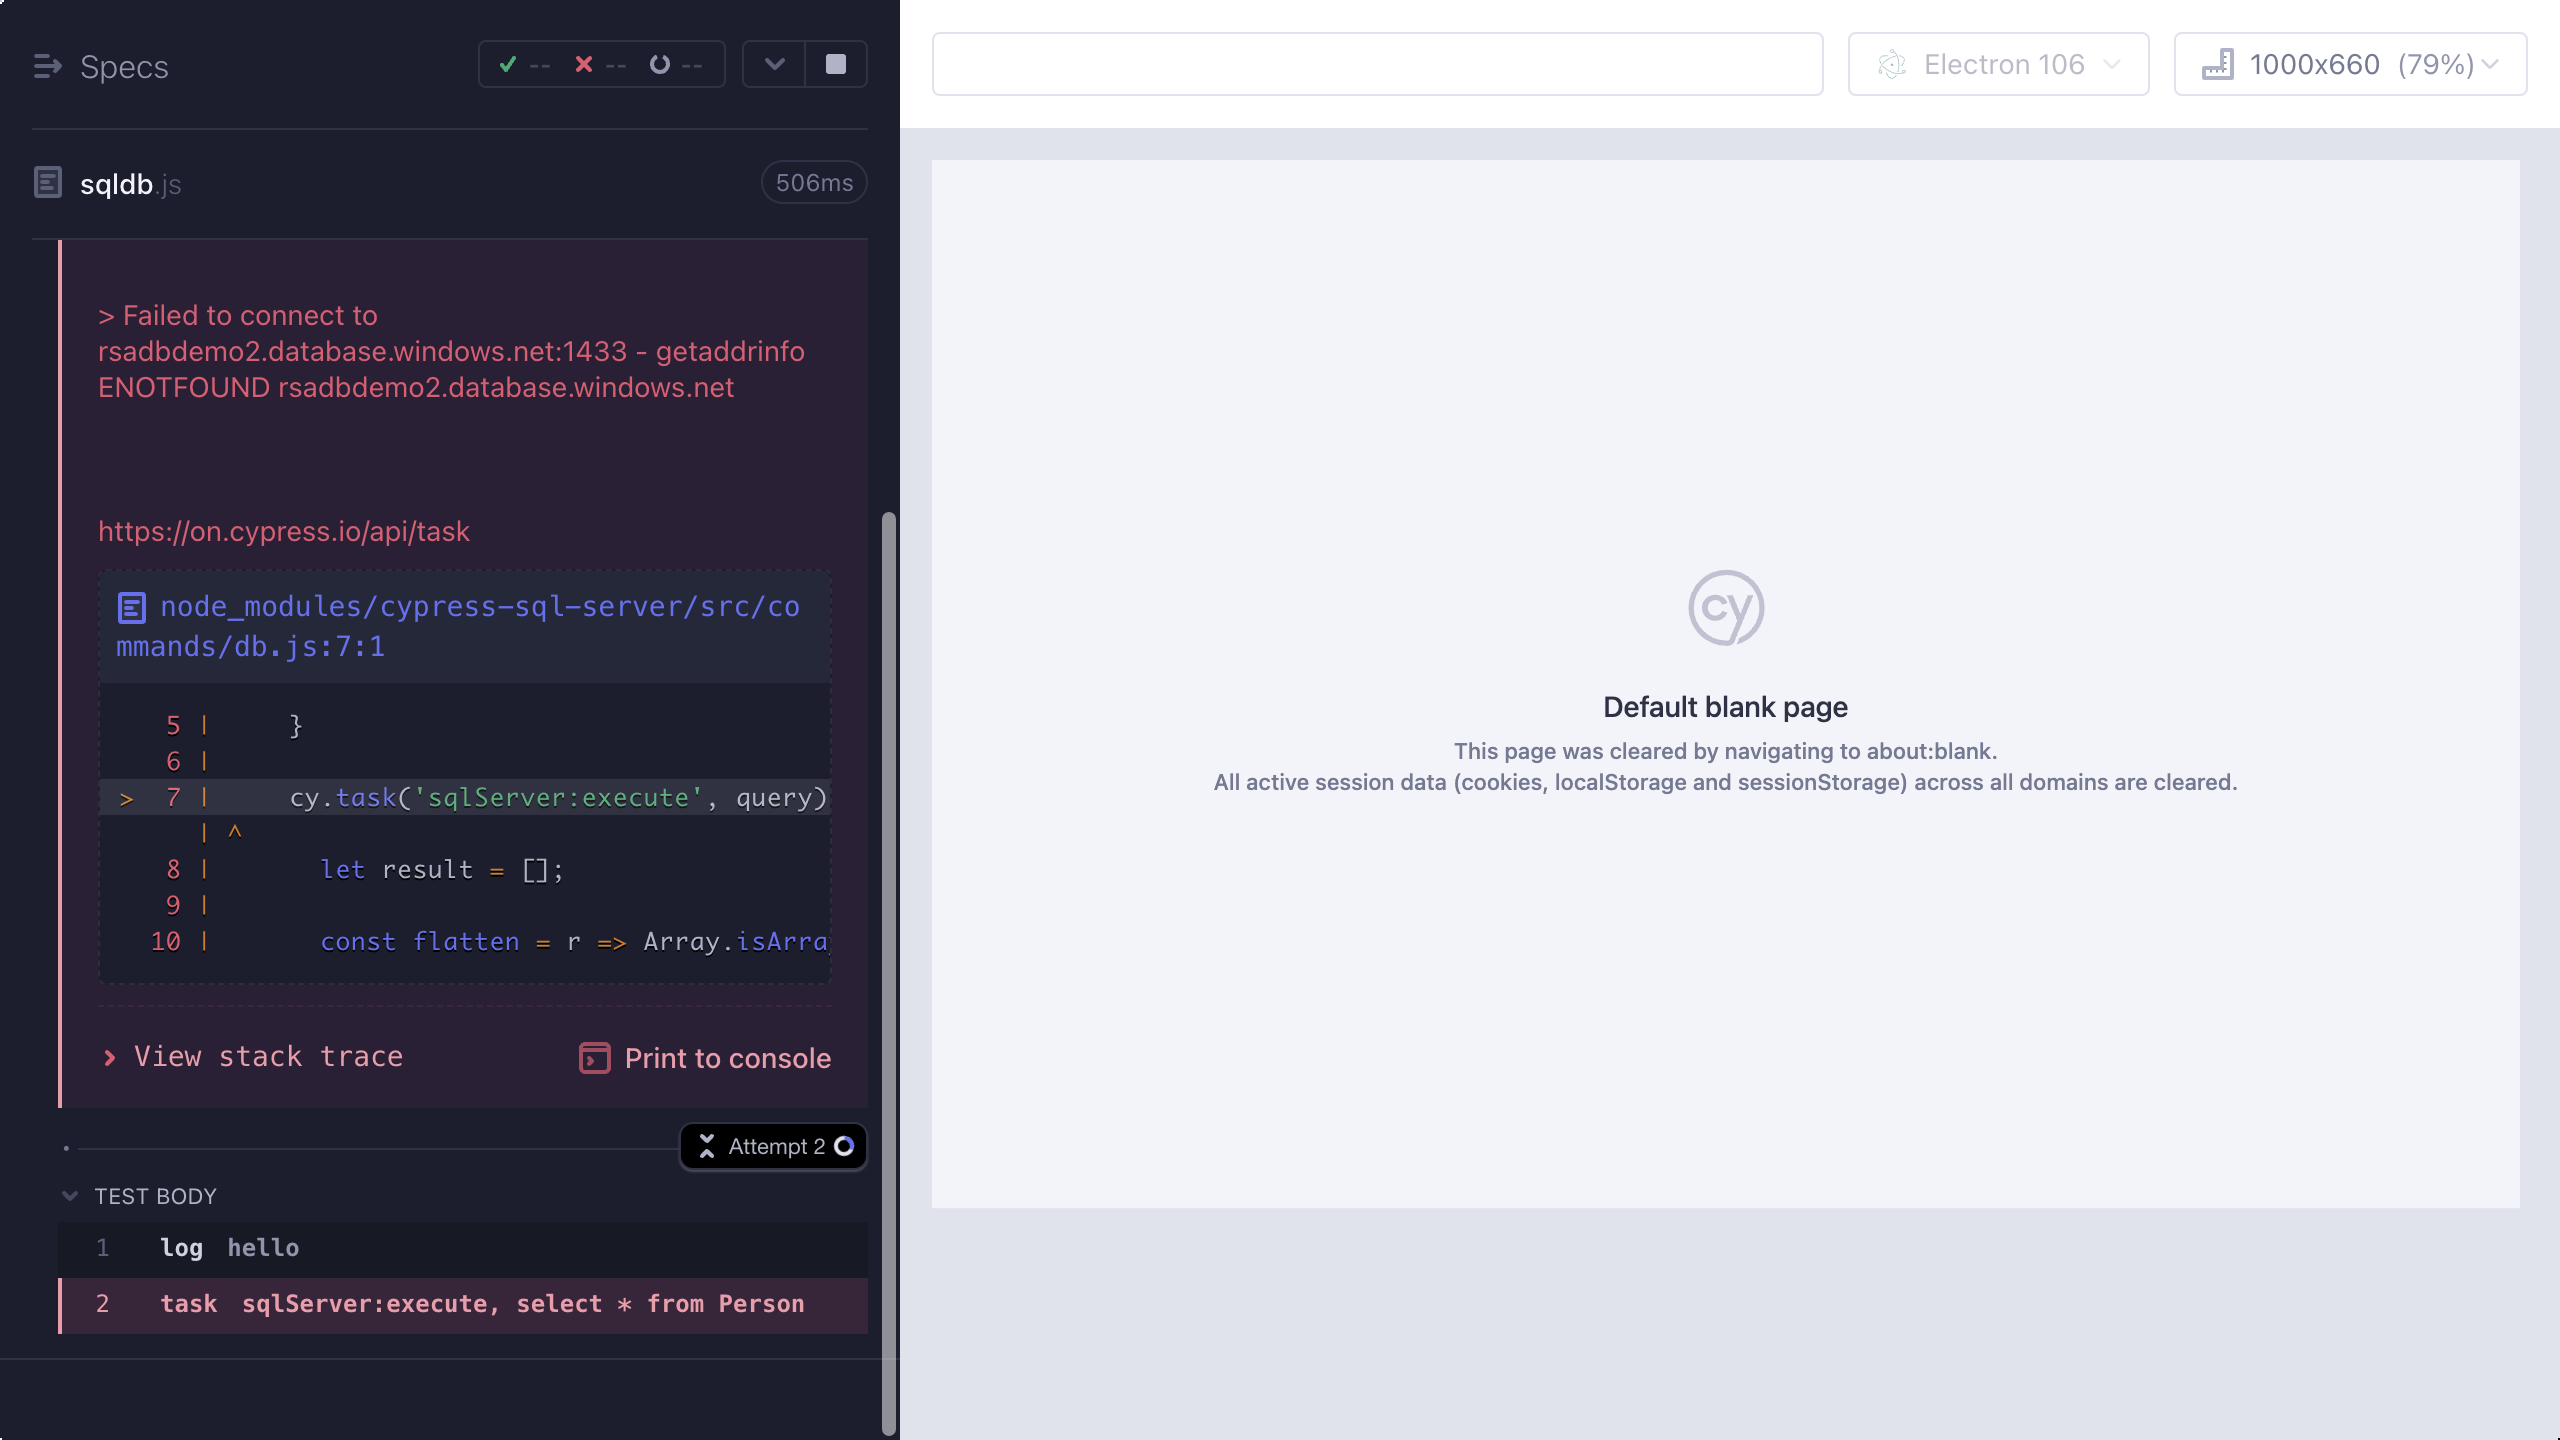 Specs
-- -- --
Electron 106
1000x660 (79%)
sqldb.js
506ms
> Failed to connect to
rsadbdemo2.database.windows.net:1433 - getaddrinfo
ENOTFOUND rsadbdemo2.database.windows.net
https://on.cypress.io/api/task
node_modules/cypress-sql-server/src/co
mmands/db.js:7:1
5 | }
6 |
> 7 | cy.task('sqlServer:execute', query)
| ^
8 | let result = [];
9 |
10 | const flatten = r => Array.isArra
View stack trace
Print to console
Attempt 2
TEST BODY
1 log hello
2 task sqlServer:execute, select * from Person
cy
Default blank page
This page was cleared by navigating to about:blank.
All active session data (cookies, localStorage and sessionStorage) across all domains are cleared.